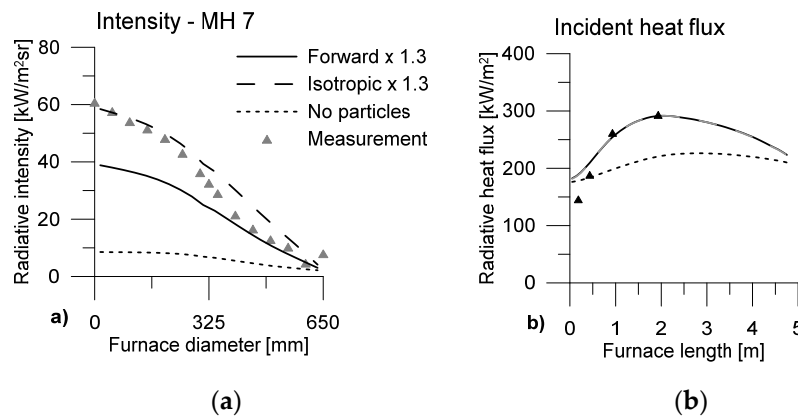 Intensity - MH 7
Radiative intensity [kW/m²sr]
80
60
40
20
0
Forward x 1.3
Isotropic x 1.3
No particles
Measurement
a)
0
325
650
Furnace diameter [mm]
(a)
Incident heat flux
Radiative heat flux [kW/m²]
400
300
200
100
0
b)
0
1
2
3
4
5
Furnace length [m]
(b)